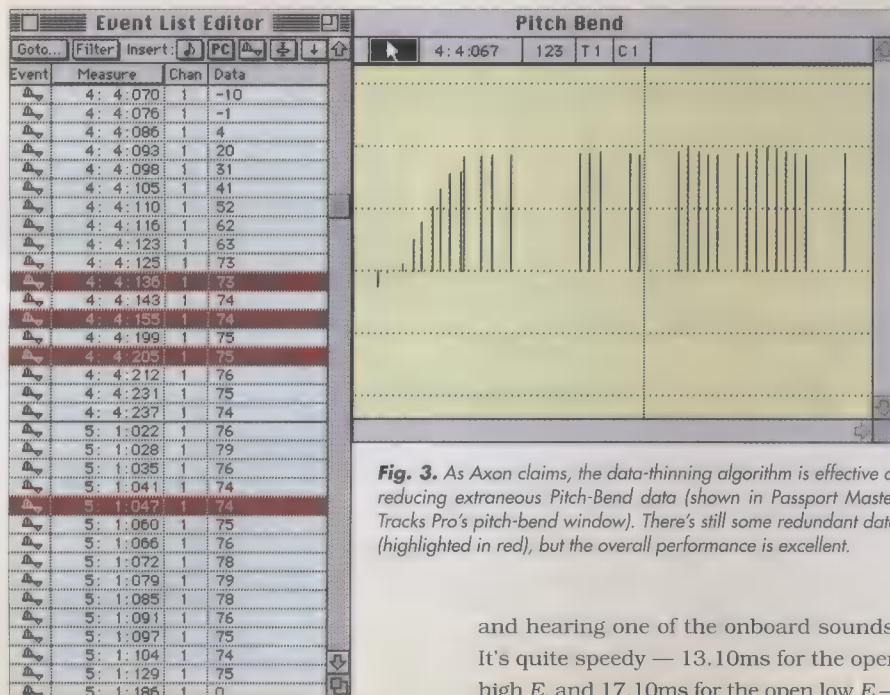 Event List Editor
Goto... Filter Insert: PC
Event Measure Chan Data
4: 4:070 1 -10
4: 4:076 1 -1
4: 4:086 1 4
4: 4:093 1 20
4: 4:098 1 31
4: 4:105 1 41
4: 4:110 1 52
4: 4:116 1 62
4: 4:123 1 63
4: 4:125 1 73
4: 4:136 1 73
4: 4:143 1 74
4: 4:155 1 74
4: 4:199 1 75
4: 4:205 1 75
4: 4:212 1 76
4: 4:231 1 75
4: 4:237 1 74
5: 1:022 1 76
5: 1:028 1 79
5: 1:035 1 76
5: 1:041 1 74
5: 1:047 1 74
5: 1:060 1 75
5: 1:066 1 76
5: 1:072 1 78
5: 1:079 1 79
5: 1:085 1 78
5: 1:091 1 76
5: 1:097 1 75
5: 1:104 1 74
5: 1:129 1 75
5: 1:186 1 0
Pitch Bend
4: 4:067 123 T1 C1
Fig. 3. As Axon claims, the data-thinning algorithm is effective
reducing extraneous Pitch-Bend data (shown in Passport Master
Tracks Pro's pitch-bend window). There's still some redundant data
(highlighted in red), but the overall performance is excellent.
and hearing one of the onboard sounds
It's quite speedy — 13.10ms for the open
high E, and 17.10ms for the open low E